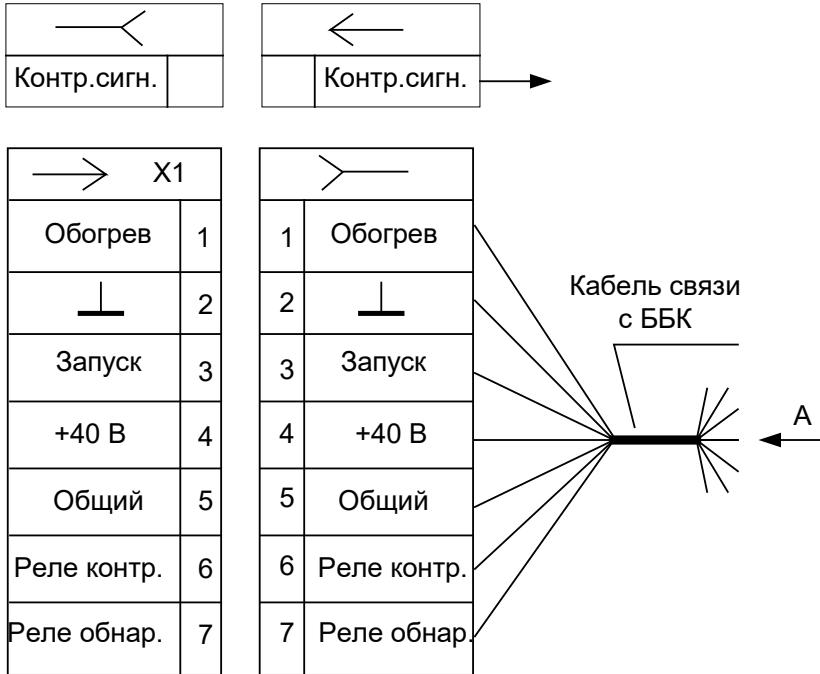 Контр.сигн.
Контр.сигн.
X1
Обогрев 1
2
Запуск 3
+40 В 4
Общий 5
Реле контр. 6
Реле обнар. 7
1 Обогрев
2
3 Запуск
4 +40 В
5 Общий
6 Реле контр.
7 Реле обнар.
Кабель связи
с ББК
А